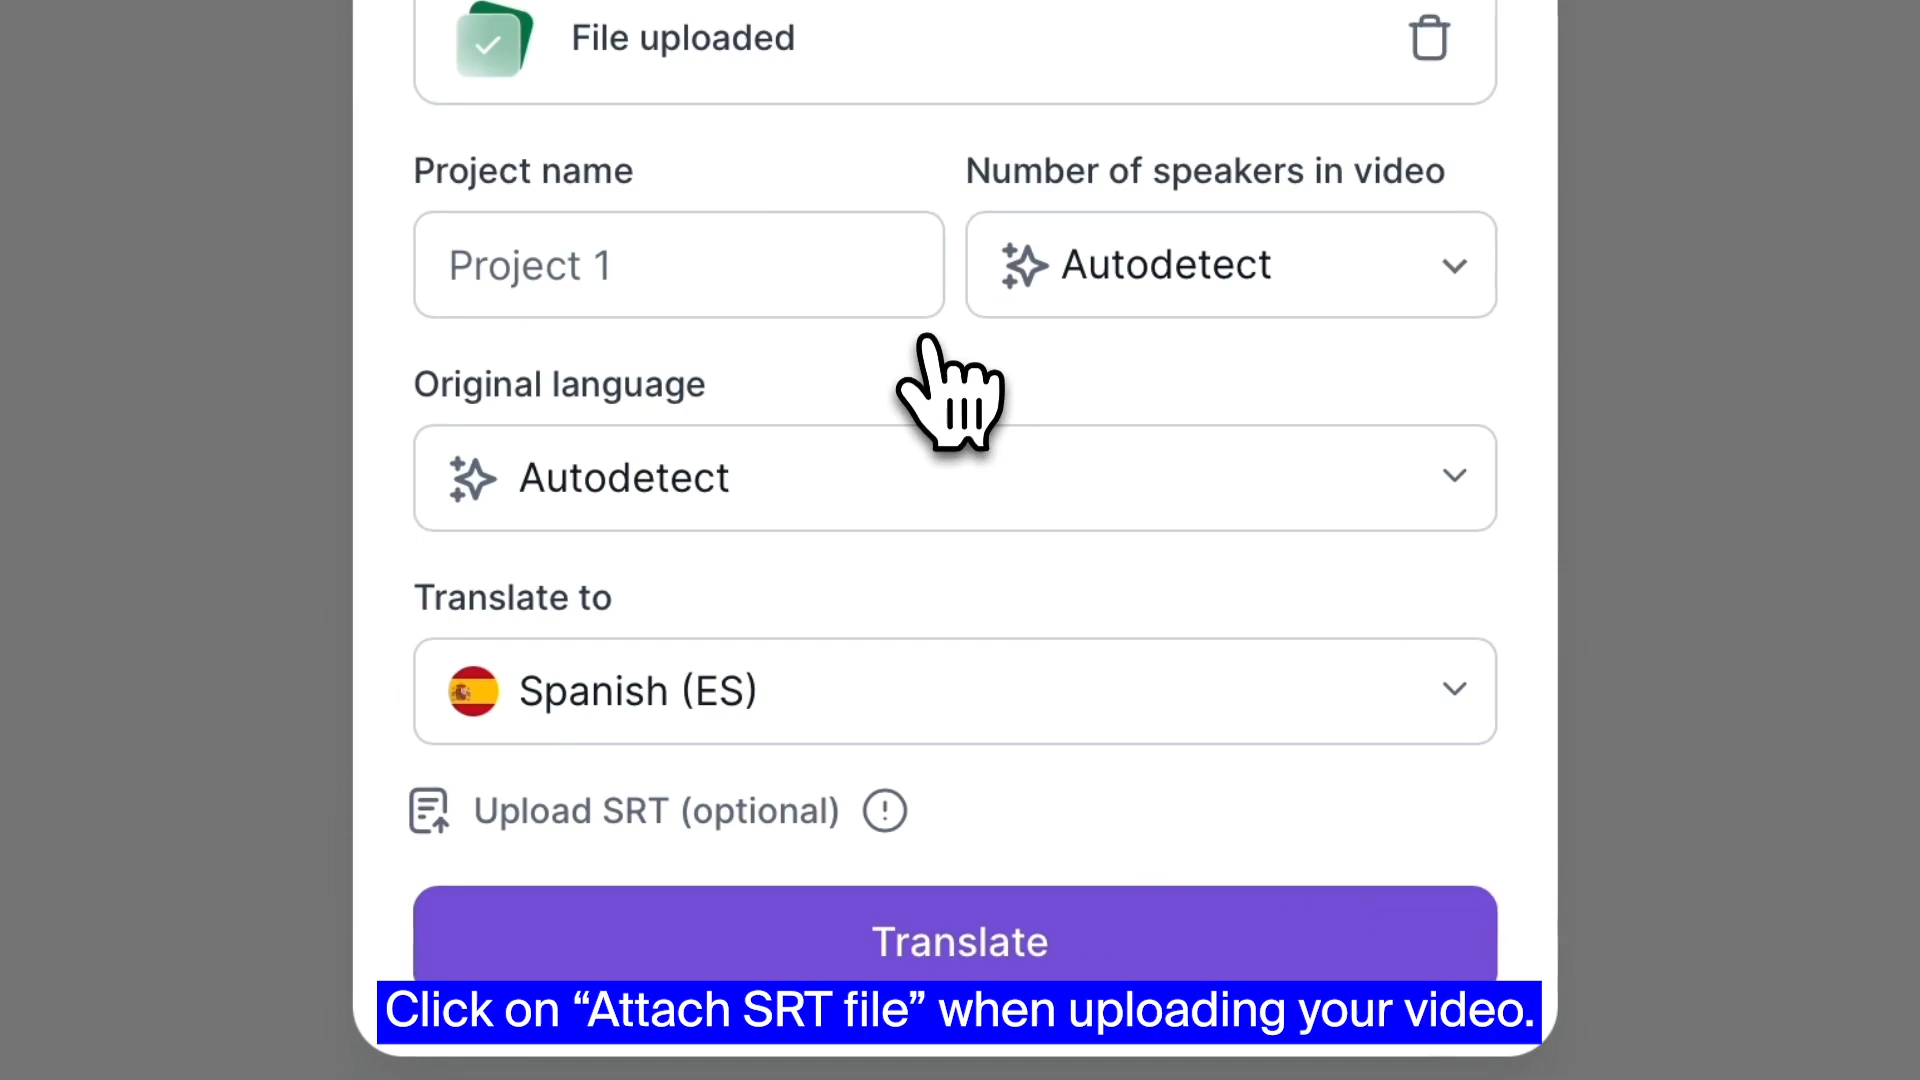 File uploaded
Project name
Number of speakers in video
Project 1
Autodetect
Original language
Autodetect
Translate to
Spanish (ES)
Upload SRT (optional)
Translate
Click on “Attach SRT file” when uploading your video.